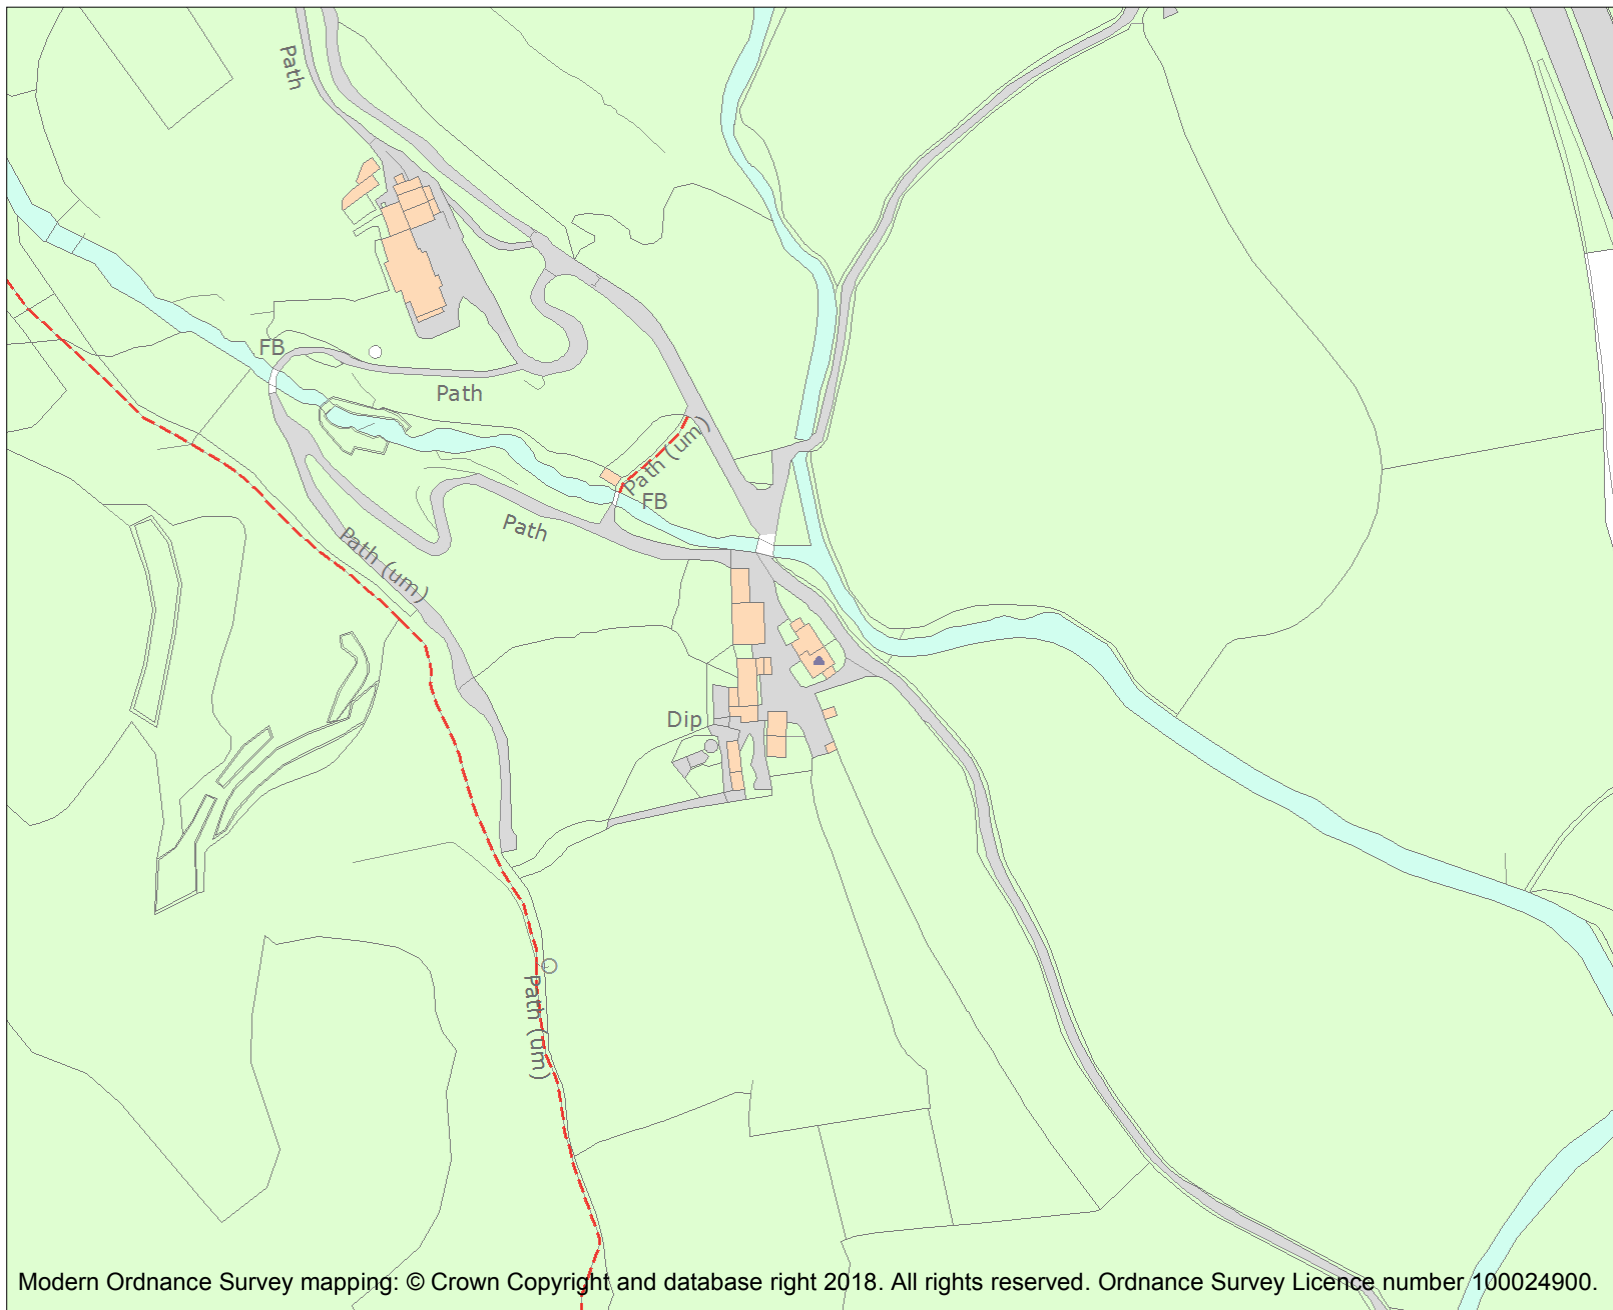 Path
FB
Path
Path (um)
FB
Path
Path (um)
Dip
Path (um)
Modern Ordnance Survey mapping: © Crown Copyright and database right 2018. All rights reserved. Ordnance Survey Licence number 100024900.